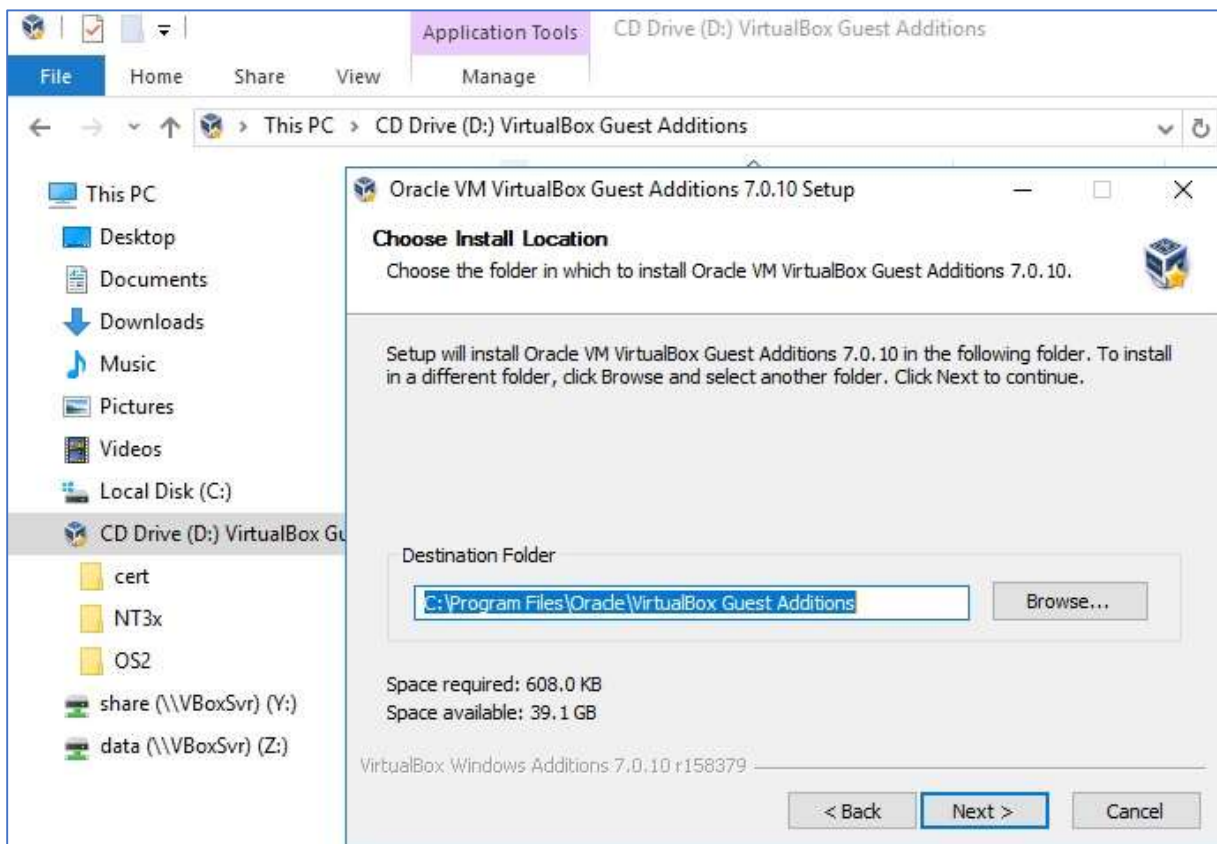 Application Tools
CD Drive (D:) VirtualBox Guest Additions
File
Home
Share
View
Manage
This PC > CD Drive (D:) VirtualBox Guest Additions
This PC
Desktop
Documents
Downloads
Music
Pictures
Videos
Local Disk (C:)
CD Drive (D:) VirtualBox Gu
cert
NT3x
OS2
share (\\VBoxSvr) (Y:)
data (\\VBoxSvr) (Z:)
Oracle VM VirtualBox Guest Additions 7.0.10 Setup
Choose Install Location
Choose the folder in which to install Oracle VM VirtualBox Guest Additions 7.0.10.
Setup will install Oracle VM VirtualBox Guest Additions 7.0.10 in the following folder. To install
in a different folder, click Browse and select another folder. Click Next to continue.
Destination Folder
C:\Program Files\Oracle\VirtualBox Guest Additions
Browse...
Space required: 608.0 KB
Space available: 39.1 GB
VirtualBox Windows Additions 7.0.10 r158379
< Back
Next >
Cancel